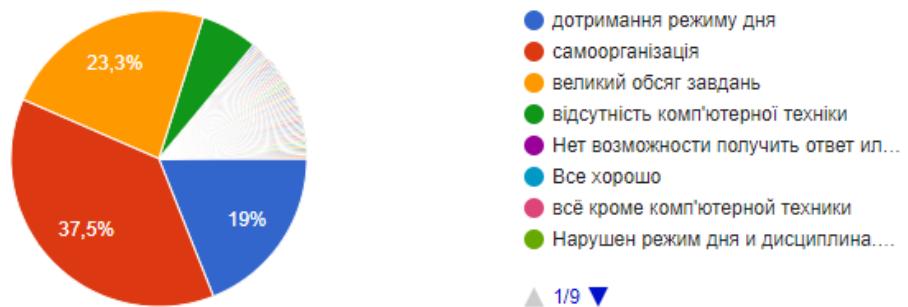 23,3%
37,5%
19%
дотримання режиму дня
самоорганізація
великий обсяг завдань
відсутність комп'ютерної техніки
Нет возможности получить ответ ил...
Все хорошо
всё кроме комп'ютерной техники
Нарушен режим дня и дисциплина....
1/9